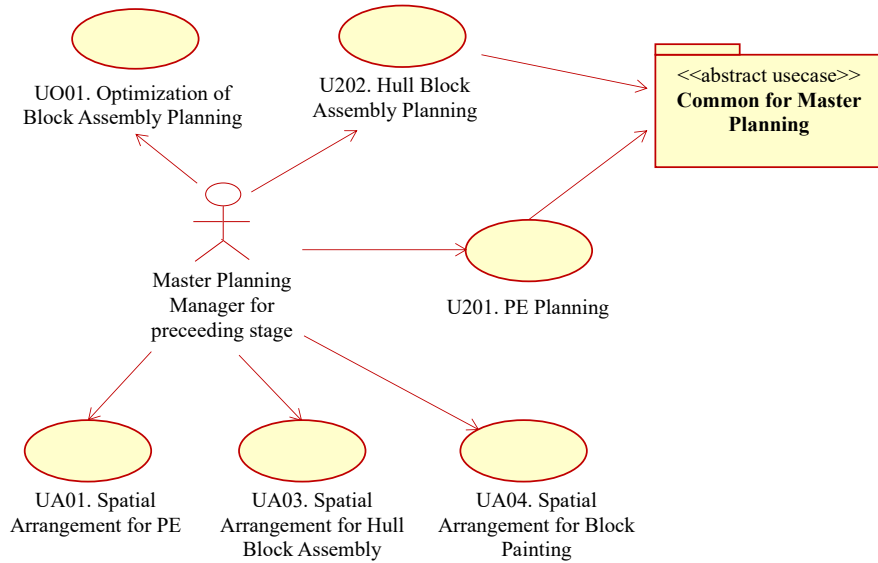 UO01. Optimization of
Block Assembly Planning
U202. Hull Block
Assembly Planning
<<abstract usecase>>
Common for Master
Planning
Master Planning
Manager for
preceeding stage
U201. PE Planning
UA01. Spatial
Arrangement for PE
UA03. Spatial
Arrangement for Hull
Block Assembly
UA04. Spatial
Arrangement for Block
Painting